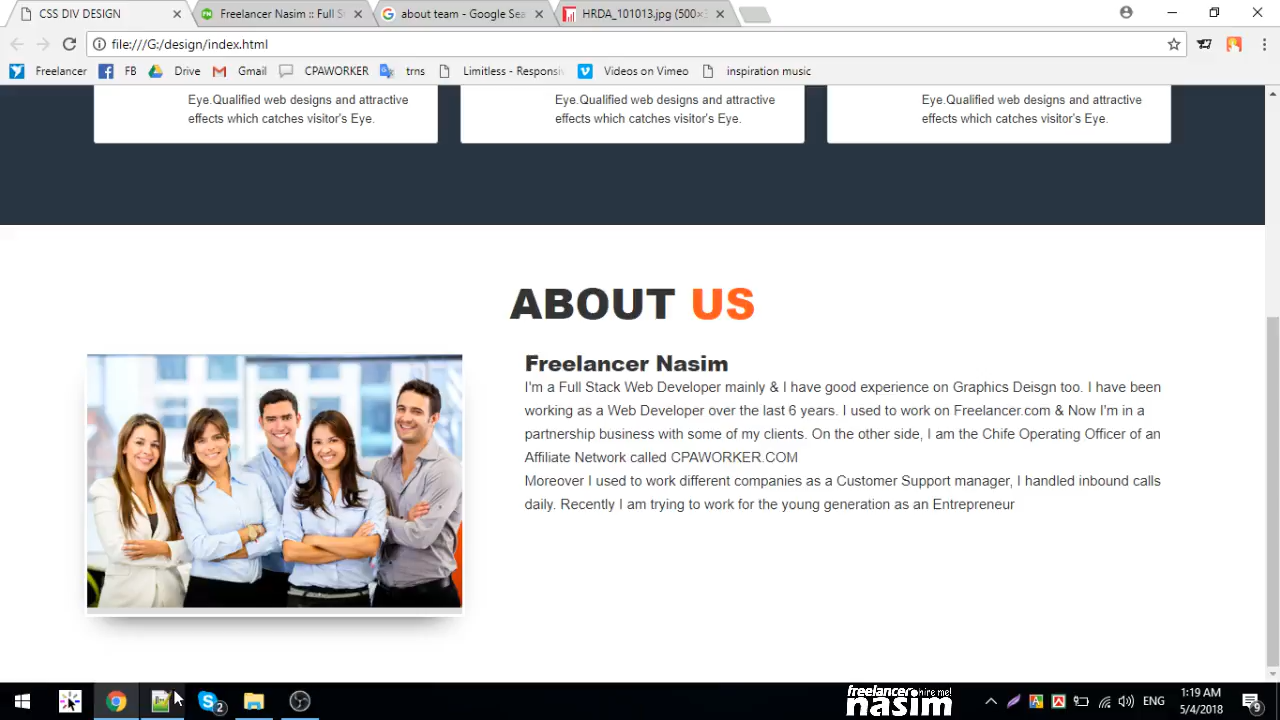 CSS DIV DESIGN
Freelancer Nasim :: Full S
about team - Google Sea
HRDA_101013.jpg (500×3
file:///G:/design/index.html
Freelancer
FB
Drive
Gmail
CPAWORKER
trns
Limitless - Responsiv
Videos on Vimeo
inspiration music
Eye.Qualified web designs and attractive
effects which catches visitor's Eye.
Eye.Qualified web designs and attractive
effects which catches visitor's Eye.
Eye.Qualified web designs and attractive
effects which catches visitor's Eye.
ABOUT US
Freelancer Nasim
I'm a Full Stack Web Developer mainly & I have good experience on Graphics Deisgn too. I have been
working as a Web Developer over the last 6 years. I used to work on Freelancer.com & Now I'm in a
partnership business with some of my clients. On the other side, I am the Chife Operating Officer of an
Affiliate Network called CPAWORKER.COM
Moreover I used to work different companies as a Customer Support manager, I handled inbound calls
daily. Recently I am trying to work for the young generation as an Entrepreneur
2
freelancer hire me!
nasim
ENG
1:19 AM
5/4/2018
9